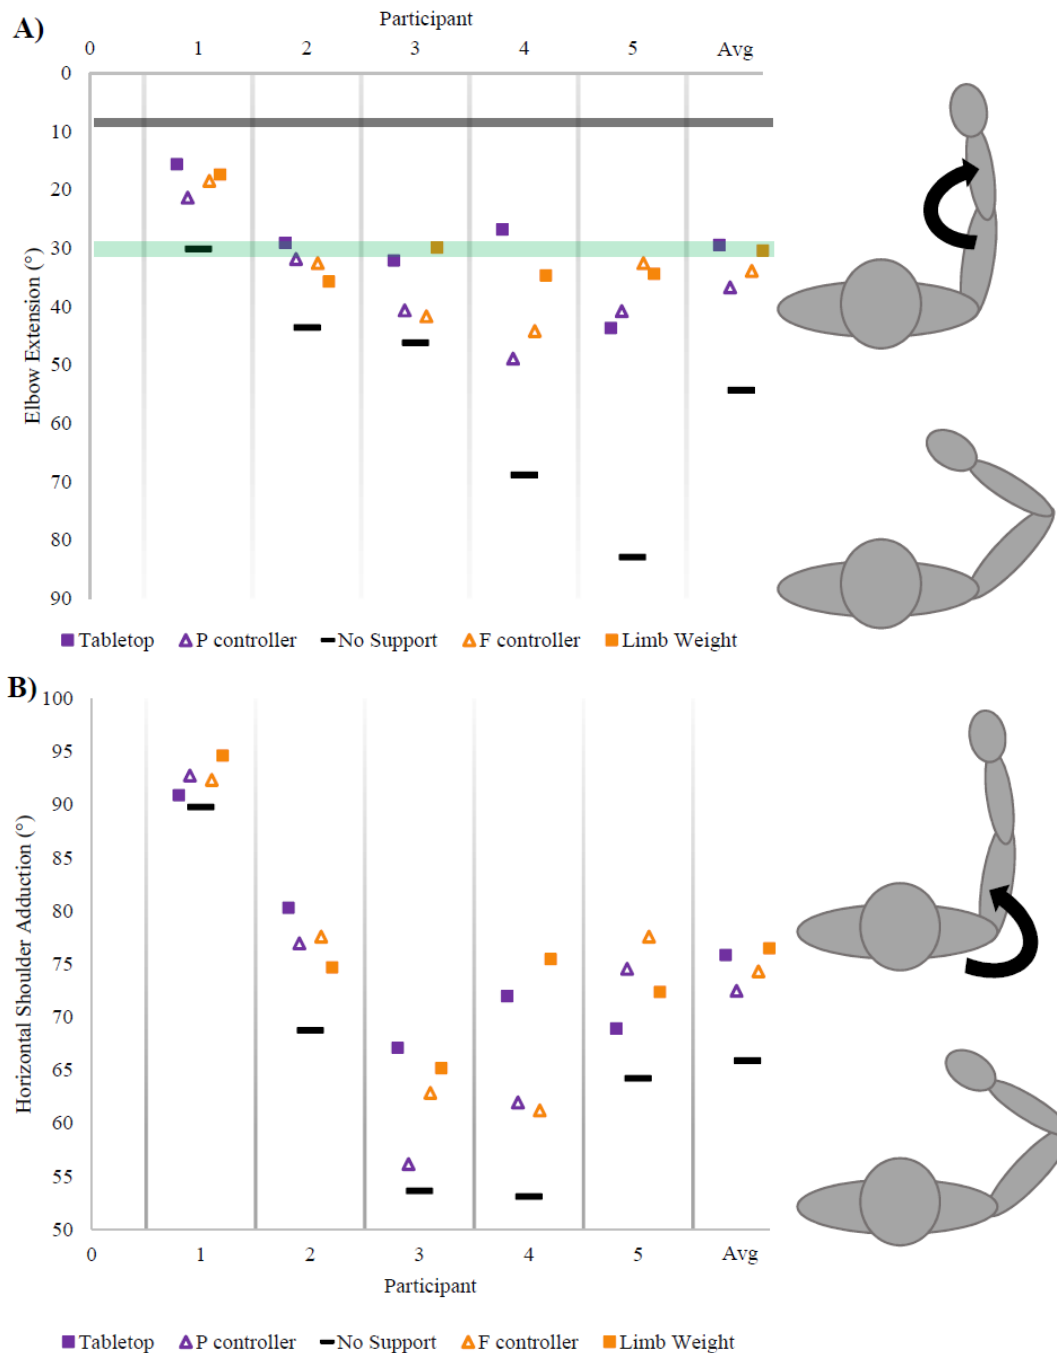 A)
Participant
0 1 2 3 4 5 Avg
0
10
20
30
40
50
60
70
80
90
Elbow Extension (°)
Tabletop P controller No Support F controller Limb Weight
B)
100
95
90
85
80
75
70
65
60
55
50
Horizontal Shoulder Adduction (°)
0 1 2 3 4 5 Avg
Participant
Tabletop P controller No Support F controller Limb Weight